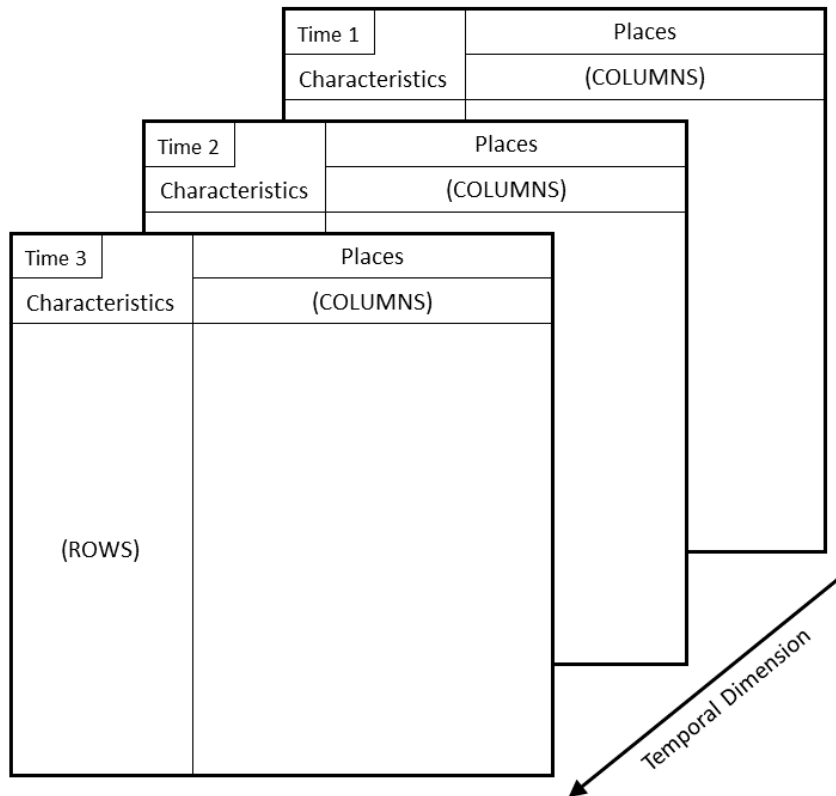 Time 1
Places
Characteristics
(COLUMNS)
Time 2
Places
Characteristics
(COLUMNS)
Time 3
Places
Characteristics
(COLUMNS)
(ROWS)
Temporal Dimension